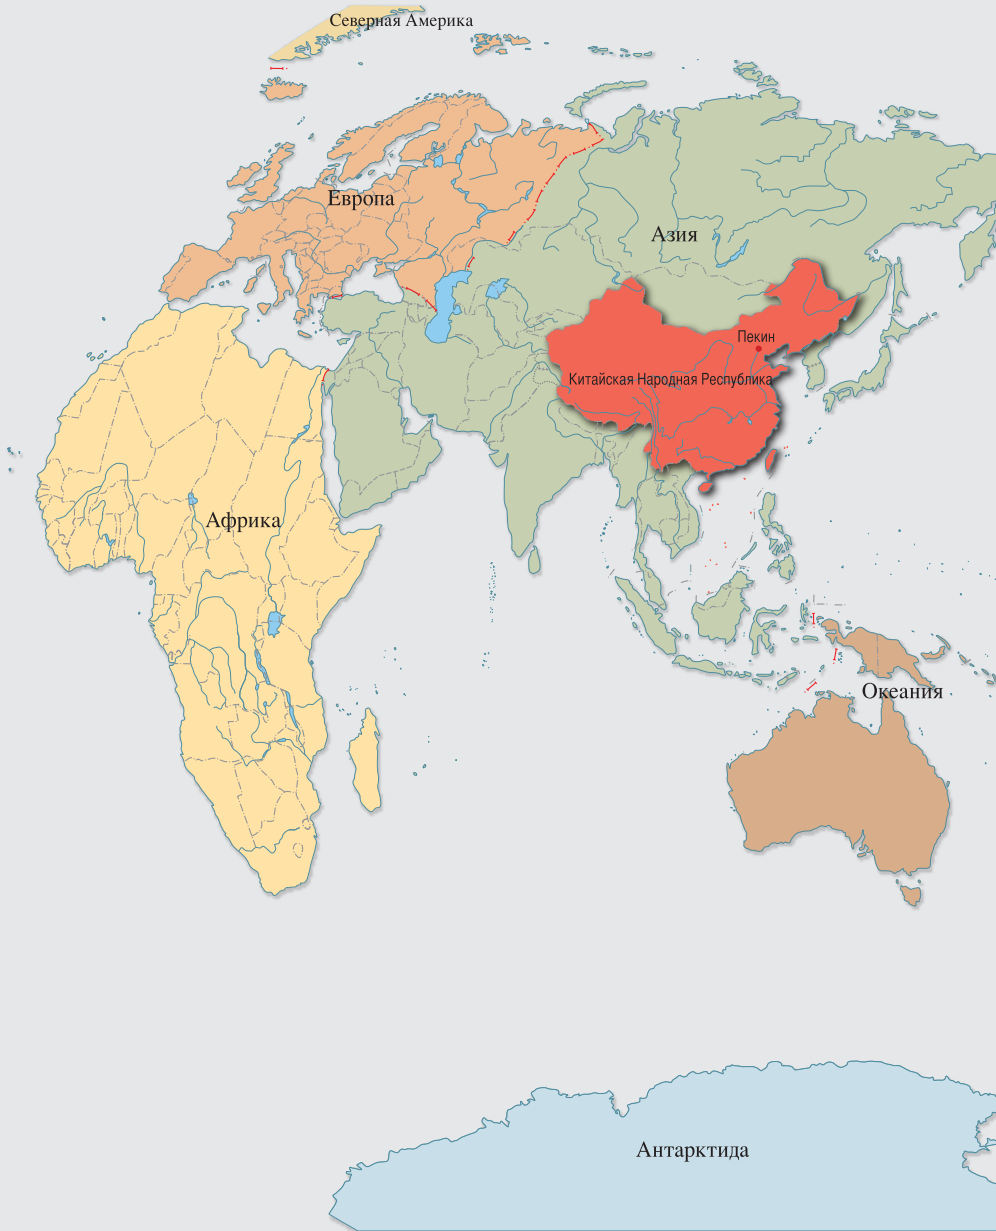 Северная Америка
Европа
Азия
Пекин
Китайская Народная Республика
Африка
Океания
Антарктида